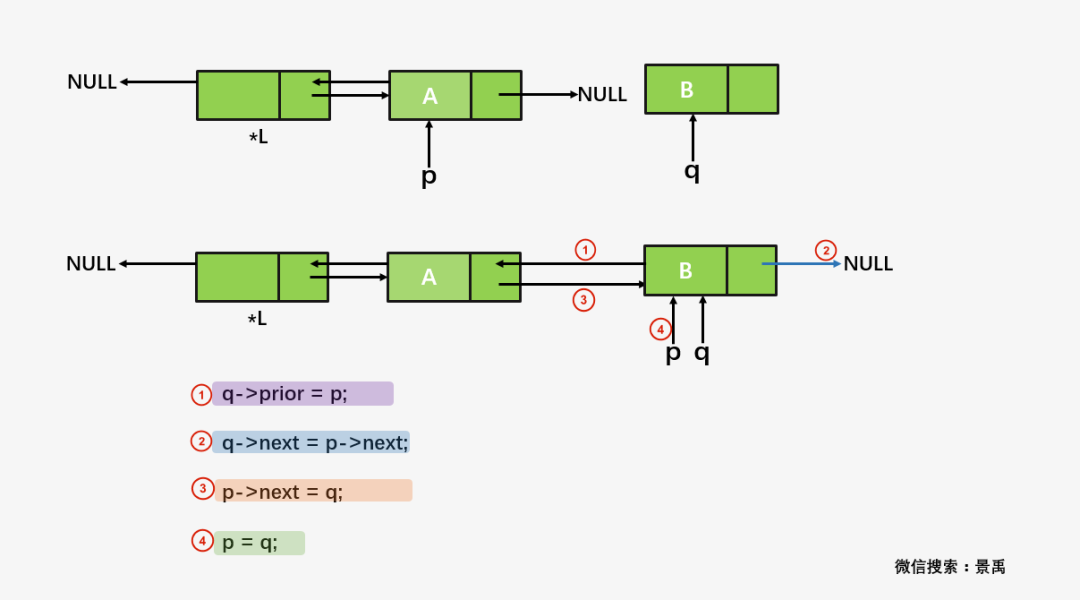 NULL
A
NULL
B
*L
p
q
NULL
A
①
③
B
②
NULL
*L
④
p q
① q->prior = p;
② q->next = p->next;
③ p->next = q;
④ p = q;
微信搜索：景禹